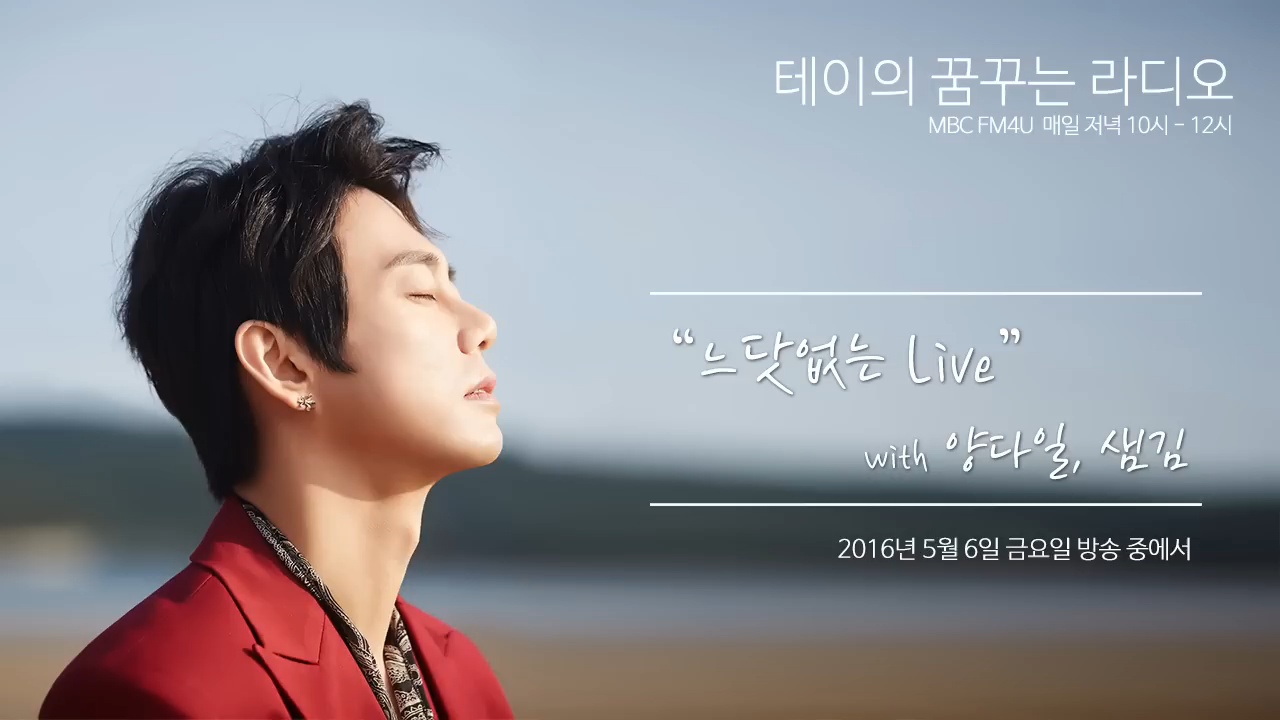 테이의 꿈꾸는 라디오
MBC FM4U 매일 저녁 10시 - 12시
“느닷없는 Live”
with 양다일, 샘김
2016년 5월 6일 금요일 방송 중에서